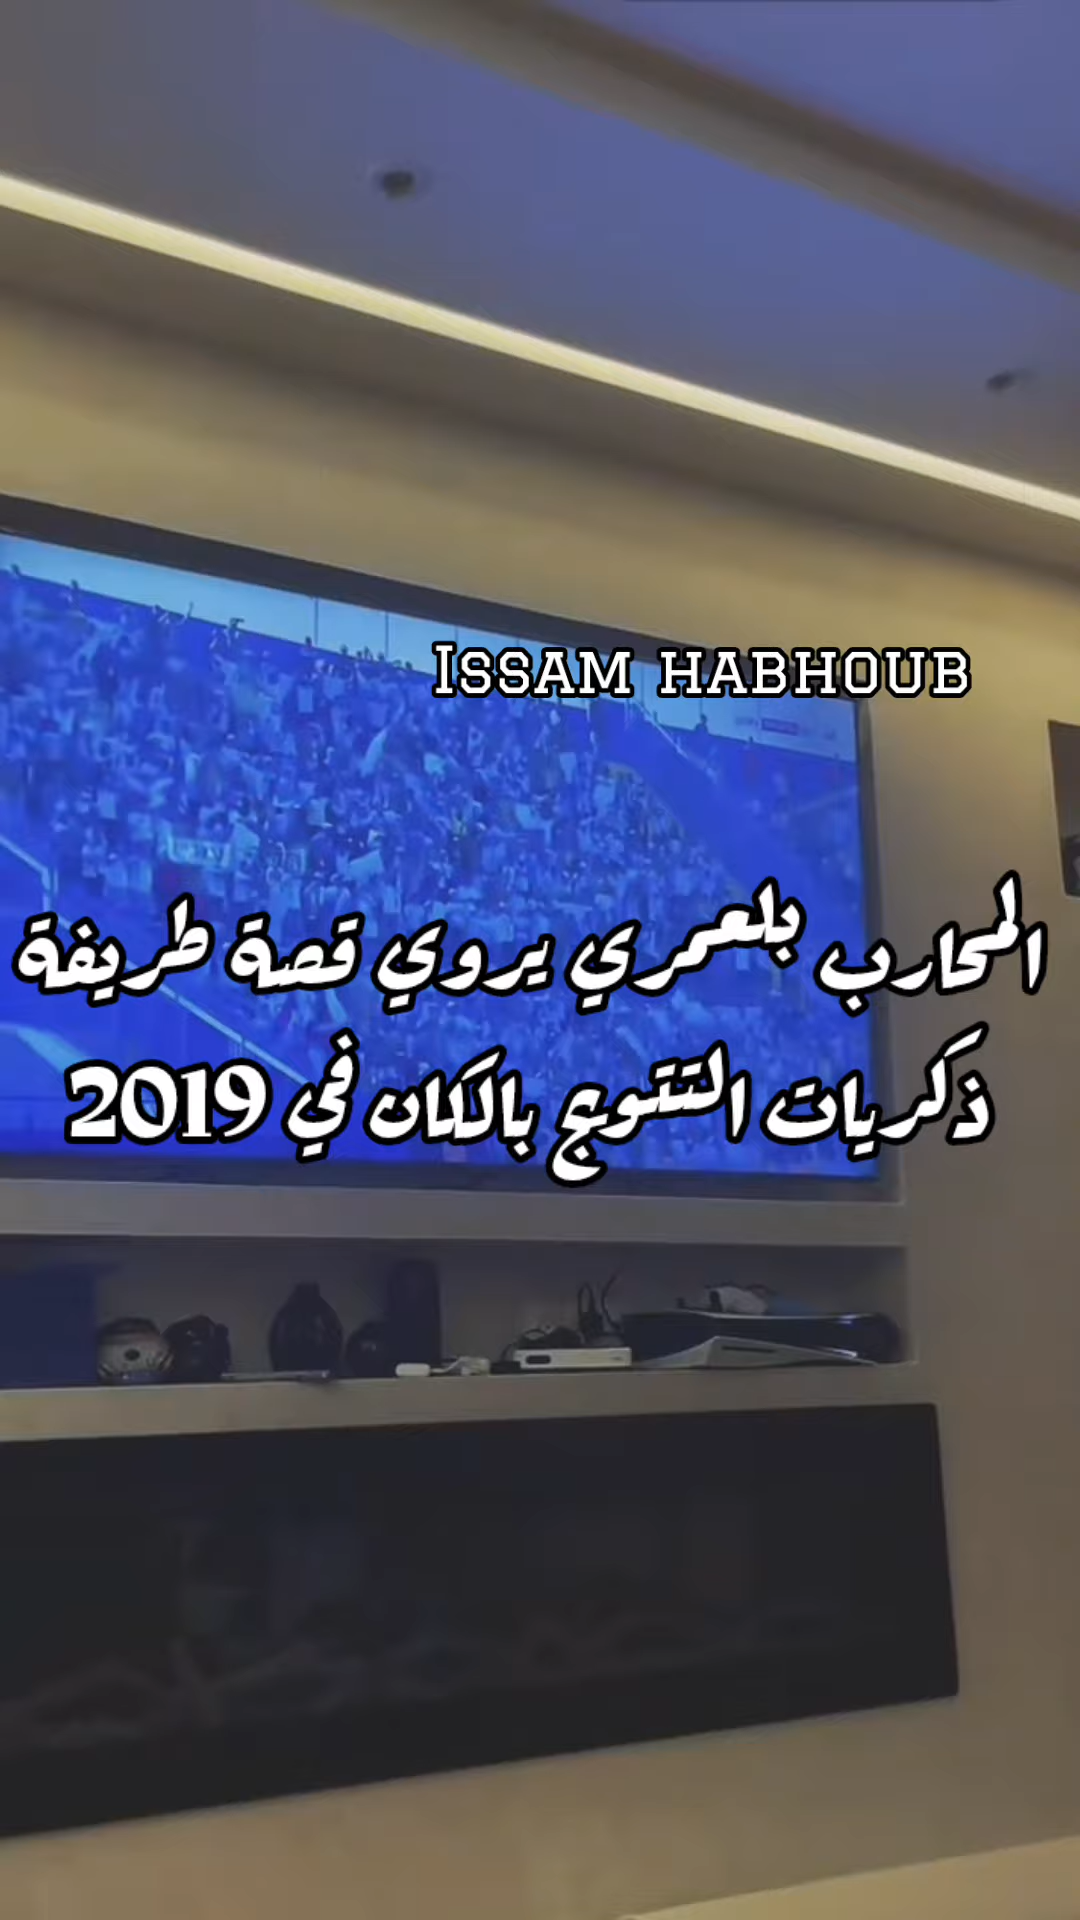 ISSAM HABHOUB
المحارب بلعمري يروي قصة طريفة
ذكريات التتويج بالكان في 2019